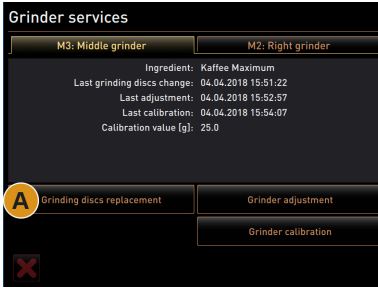 Grinder services
M3: Middle grinder M2: Right grinder
Ingredient: Kaffee Maximum
Last grinding discs change: 04.04.2018 15:51:22
Last adjustment: 04.04.2018 15:52:57
Last calibration: 04.04.2018 15:54:07
Calibration value [g]: 25.0
A Grinding discs replacement Grinder adjustment
Grinder calibration